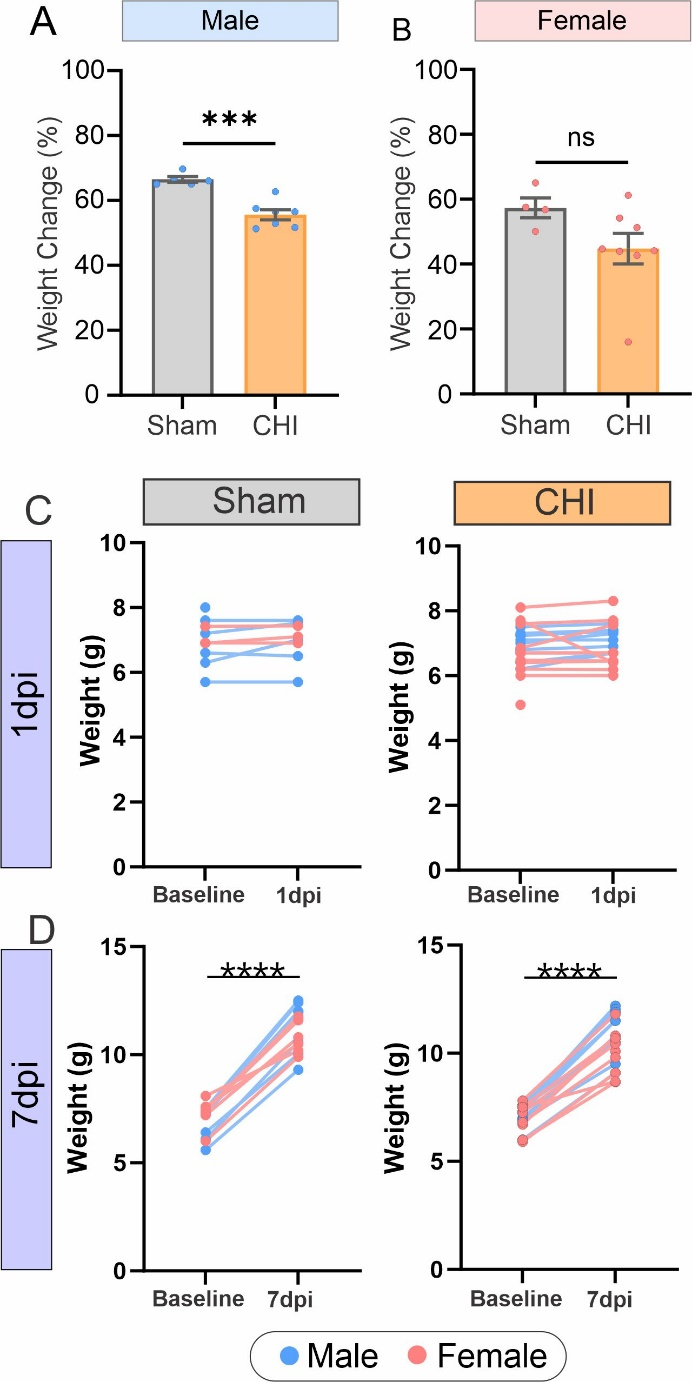 A
Male
B
Female
Weight Change (%)
100
80
60
40
20
0
***
Sham
CHI
Weight Change (%)
100
80
60
40
20
0
ns
Sham
CHI
C
Sham
CHI
1dpi
Weight (g)
10
8
6
4
2
0
Baseline
1dpi
Weight (g)
10
8
6
4
2
0
Baseline
1dpi
D
7dpi
Weight (g)
15
10
5
0
****
Baseline
7dpi
Weight (g)
15
10
5
0
****
Baseline
7dpi
Male
Female